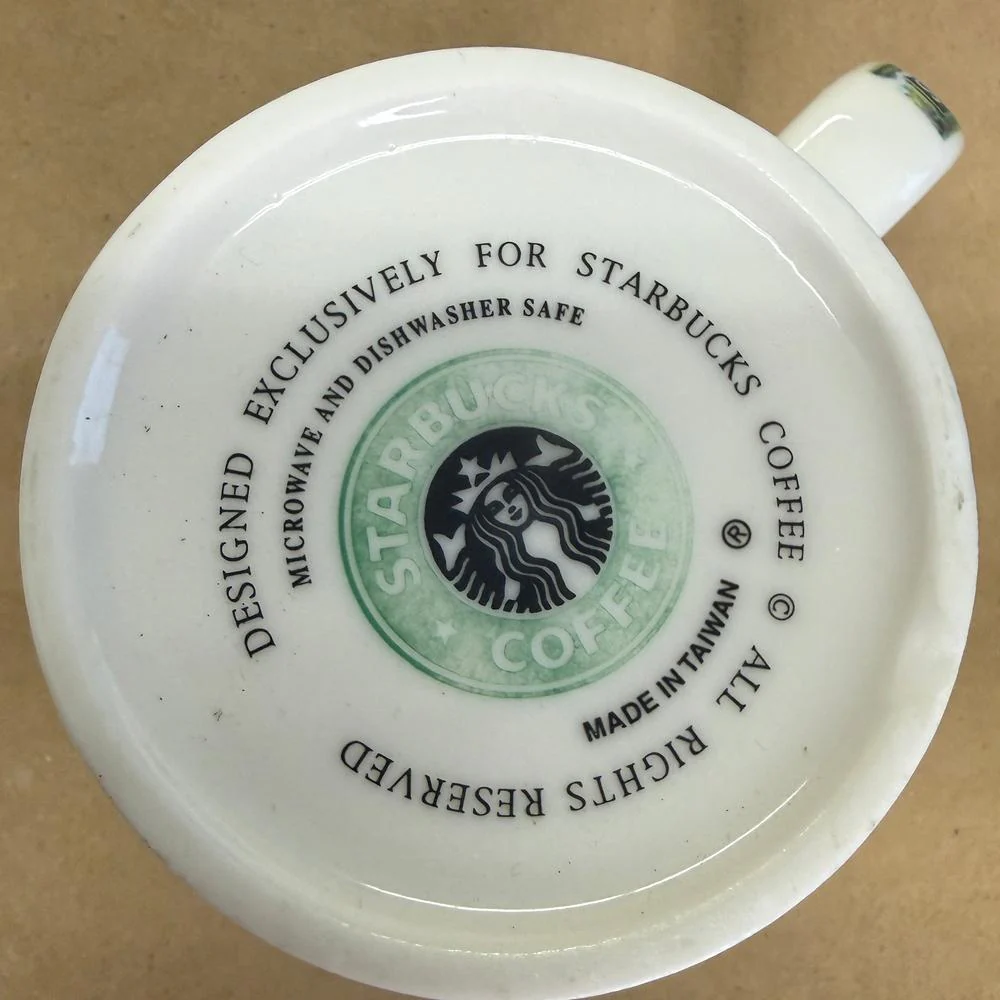 DESIGNED EXCLUSIVELY FOR STARBUCKS COFFEE © ALL RIGHTS RESERVED
MICROWAVE AND DISHWASHER SAFE
STARBUCKS
COFFEE
®
MADE IN TAIWAN